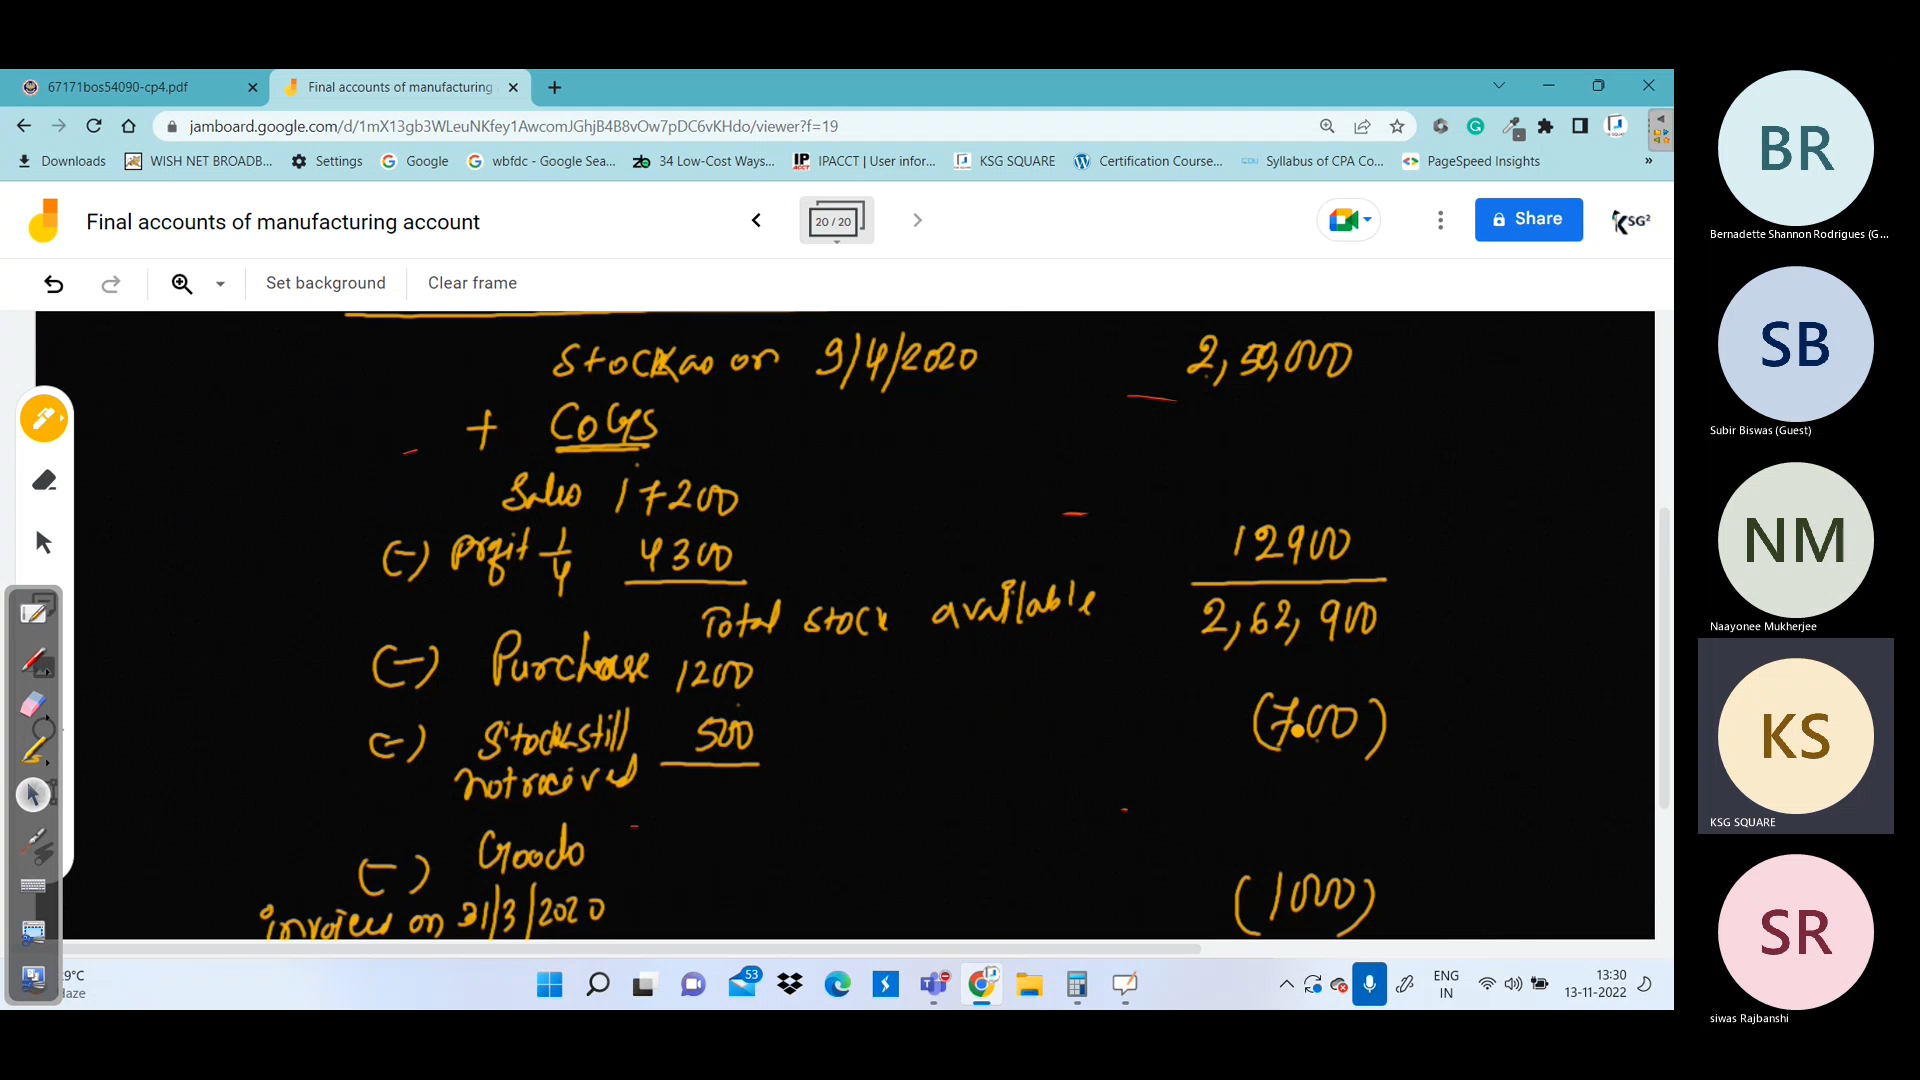 67171bos54090-cp4.pdf
Final accounts of manufacturing
jamboard.google.com/d/1mX13gb3WLeuNKfey1AwcomJGhjB4B8vOw7pDC6vKHdo/viewer?f=19
Downloads WISH NET BROADB... Settings Google wbfdc - Google Sea... 34 Low-Cost Ways... IPACCT | User infor... KSG SQUARE Certification Course... Syllabus of CPA Co... PageSpeed Insights »
Final accounts of manufacturing account
20 / 20
Share
KSG²
Set background Clear frame
Stock as on 9/4/2020 2,50,000
+ COGS
Sales 17200
(-) Profit 1/4 4300 12900
Total stock available 2,62,900
(-) Purchase 1200
(-) Stock still 500 (700)
not received
(-) Goods
invoices on 31/3/2020 (1000)
9°C
Haze
53
ENG
IN
13:30
13-11-2022
BR
Bernadette Shannon Rodrigues (G...
SB
Subir Biswas (Guest)
NM
Naayonee Mukherjee
KS
KSG SQUARE
SR
siwas Rajbanshi